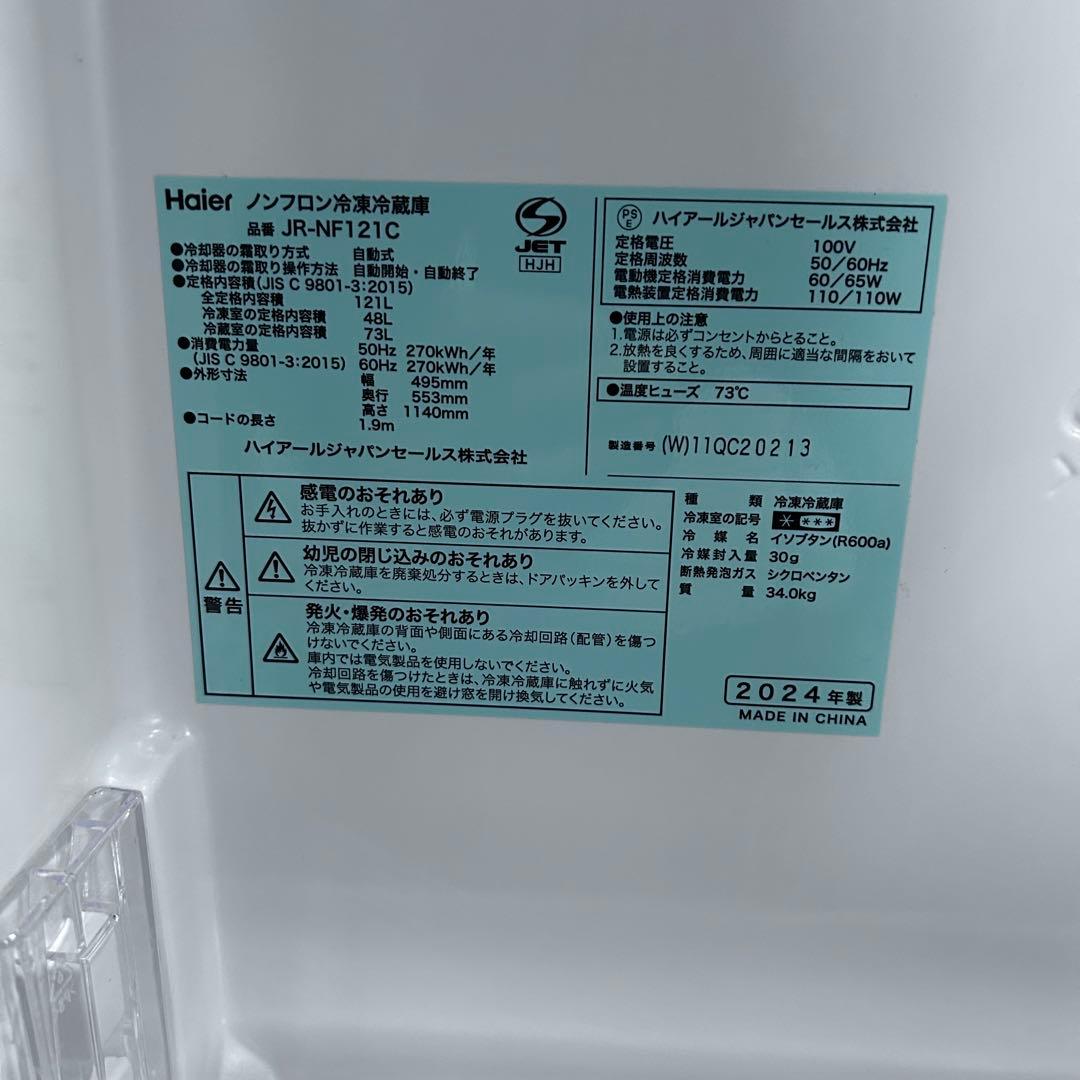 Haier ノンフロン冷凍冷蔵庫
品番 JR-NF121C
●冷却器の霜取り方式 自動式
●冷却器の霜取り操作方法 自動開始・自動終了
●定格内容積(JIS C 9801-3:2015)
全定格内容積 121L
冷凍室の定格内容積 48L
冷蔵室の定格内容積 73L
●消費電力量 50Hz 270kWh/年
(JIS C 9801-3:2015) 60Hz 270kWh/年
●外形寸法 幅 495mm
奥行 553mm
高さ 1140mm
●コードの長さ 1.9m
ハイアールジャパンセールス株式会社
JET
HJH
PSE ハイアールジャパンセールス株式会社
定格電圧 100V
定格周波数 50/60Hz
電動機定格消費電力 60/65W
電熱装置定格消費電力 110/110W
●使用上の注意
1.電源は必ずコンセントからとること。
2.放熱を良くするため、周囲に適当な間隔をおいて
設置すること。
●温度ヒューズ 73℃
製造番号 (W)11QC20213
警告
感電のおそれあり
お手入れのときには、必ず電源プラグを抜いてください。
抜かずに作業すると感電のおそれがあります。
幼児の閉じ込みのおそれあり
冷凍冷蔵庫を廃棄処分するときは、ドアパッキンを外して
ください。
発火・爆発のおそれあり
冷凍冷蔵庫の背面や側面にある冷却回路(配管)を傷つ
けないでください。
庫内では電気製品を使用しないでください。
冷却回路を傷つけたときは、冷凍冷蔵庫に触れずに火気
や電気製品の使用を避け窓を開け換気してください。
種類 冷凍冷蔵庫
冷凍室の記号 * ***
冷媒名 イソブタン(R600a)
冷媒封入量 30g
断熱発泡ガス シクロペンタン
質量 34.0kg
2024年製
MADE IN CHINA